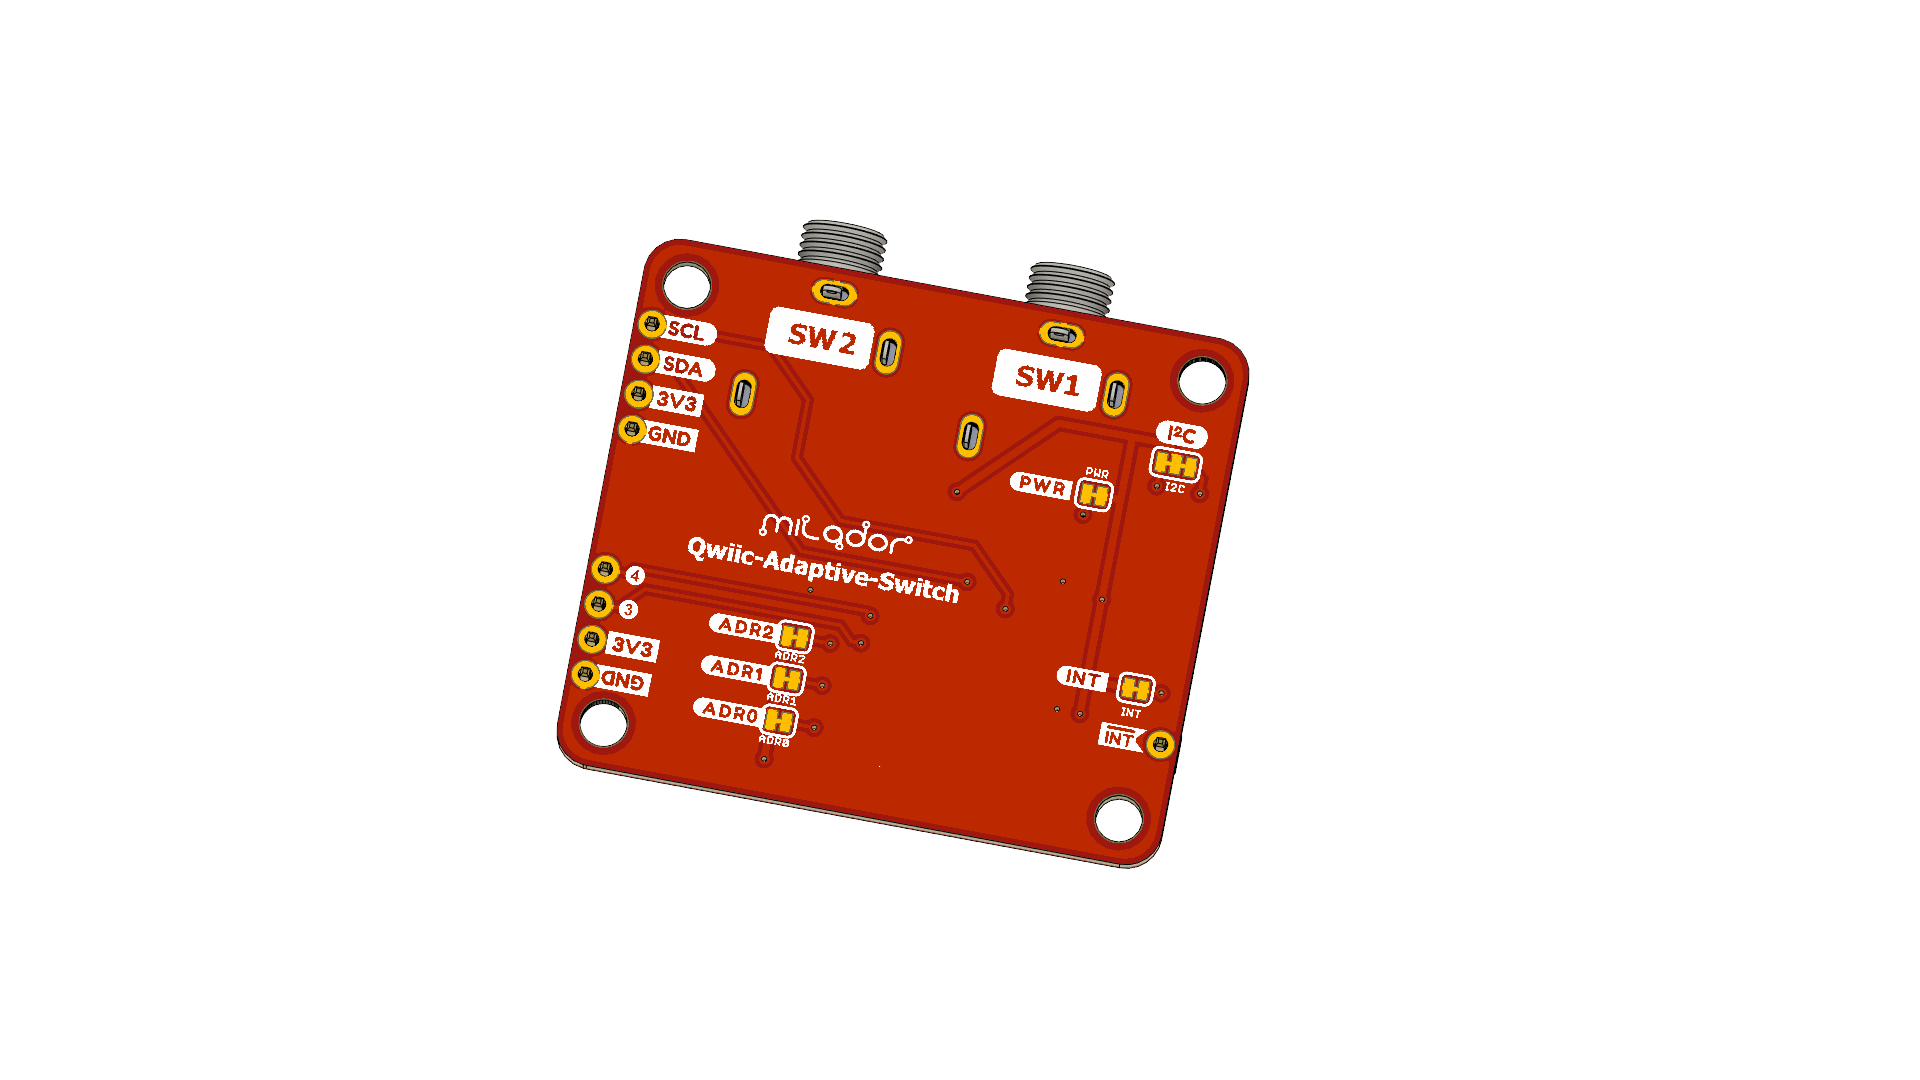 SCL
SW2
SDA
SW1
3V3
GND
I²C
I2C
PWR
PWR
milador
Qwiic-Adaptive-Switch
4
3
3V3
GND
ADR2
ADR2
ADR1
ADR1
ADR0
ADR0
INT
INT
INT